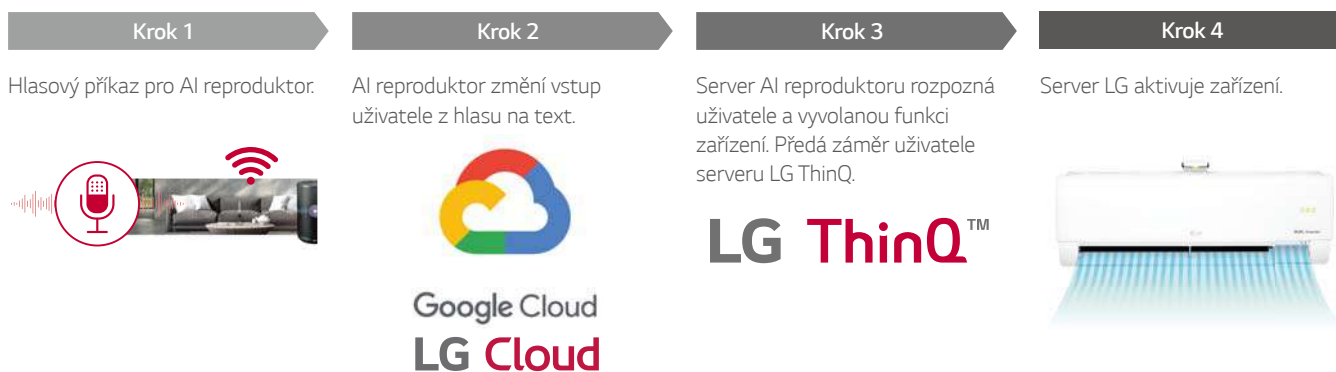 Krok 1
Hlasový příkaz pro AI reproduktor.
Krok 2
AI reproduktor změní vstup
uživatele z hlasu na text.
Google Cloud
LG Cloud
Krok 3
Server AI reproduktoru rozpozná
uživatele a vyvolanou funkci
zařízení. Předá záměr uživatele
serveru LG ThinQ.
LG ThinQ™
Krok 4
Server LG aktivuje zařízení.